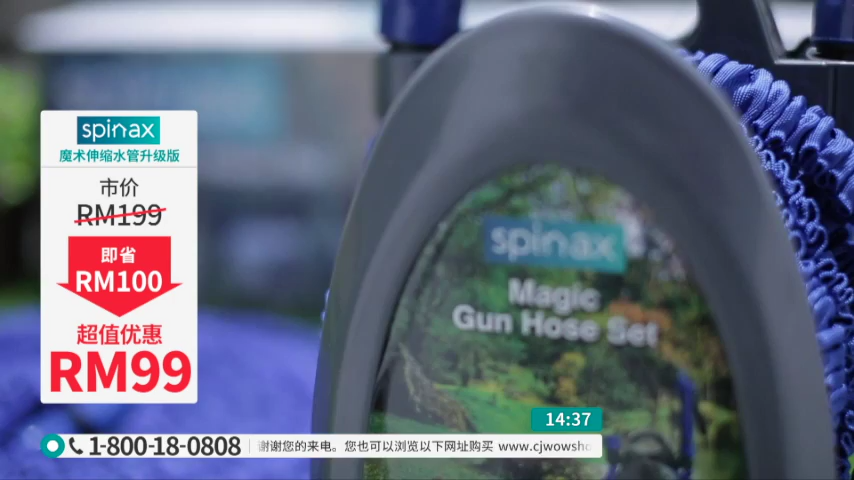 spinax
魔术伸缩水管升级版
市价
RM199
即省
RM100
超值优惠
RM99
spinax
Magic
Gun Hose Set
14:37
1-800-18-0808
谢谢您的来电。您也可以浏览以下网址购买 www.cjwowsho